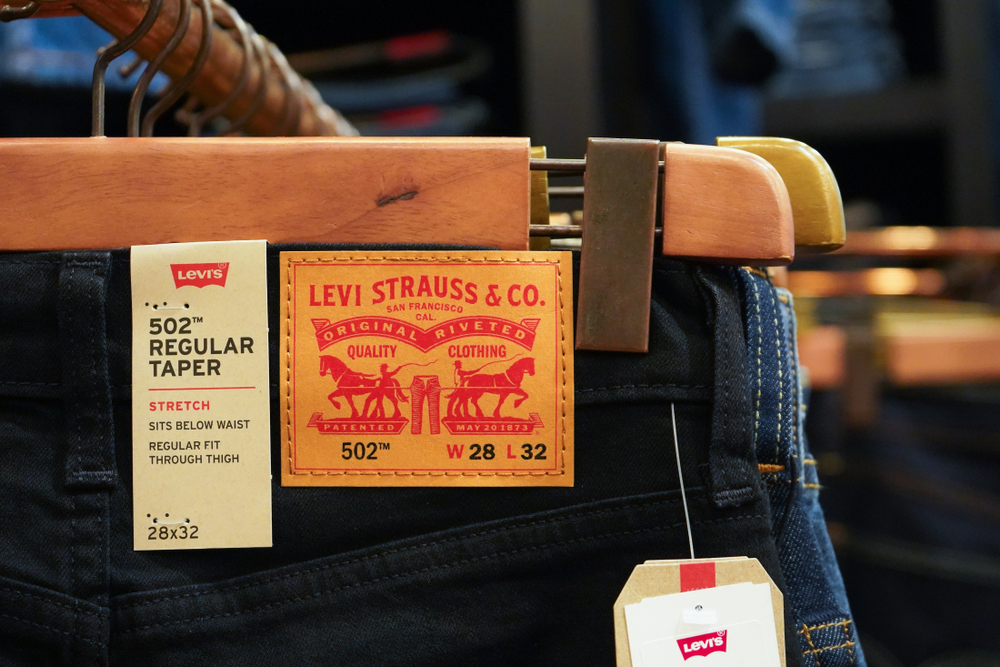 LEVI'S
502™
REGULAR
TAPER
STRETCH
SITS BELOW WAIST
REGULAR FIT
THROUGH THIGH
28x32
LEVI STRAUSS & CO.
SAN FRANCISCO
CAL.
ORIGINAL RIVETED
QUALITY CLOTHING
PATENTED MAY 20 1873
502™ W 28 L 32
LEVI'S